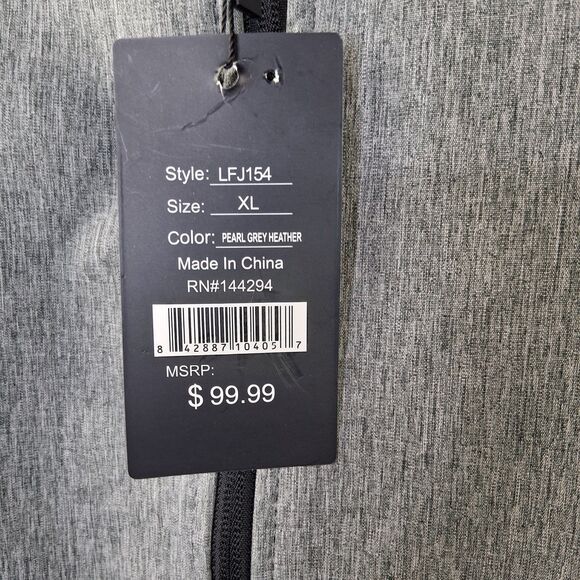 Style: LFJ154
Size: XL
Color: PEARL GREY HEATHER
Made In China
RN#144294
8 42887 10405 7
MSRP:
$ 99.99